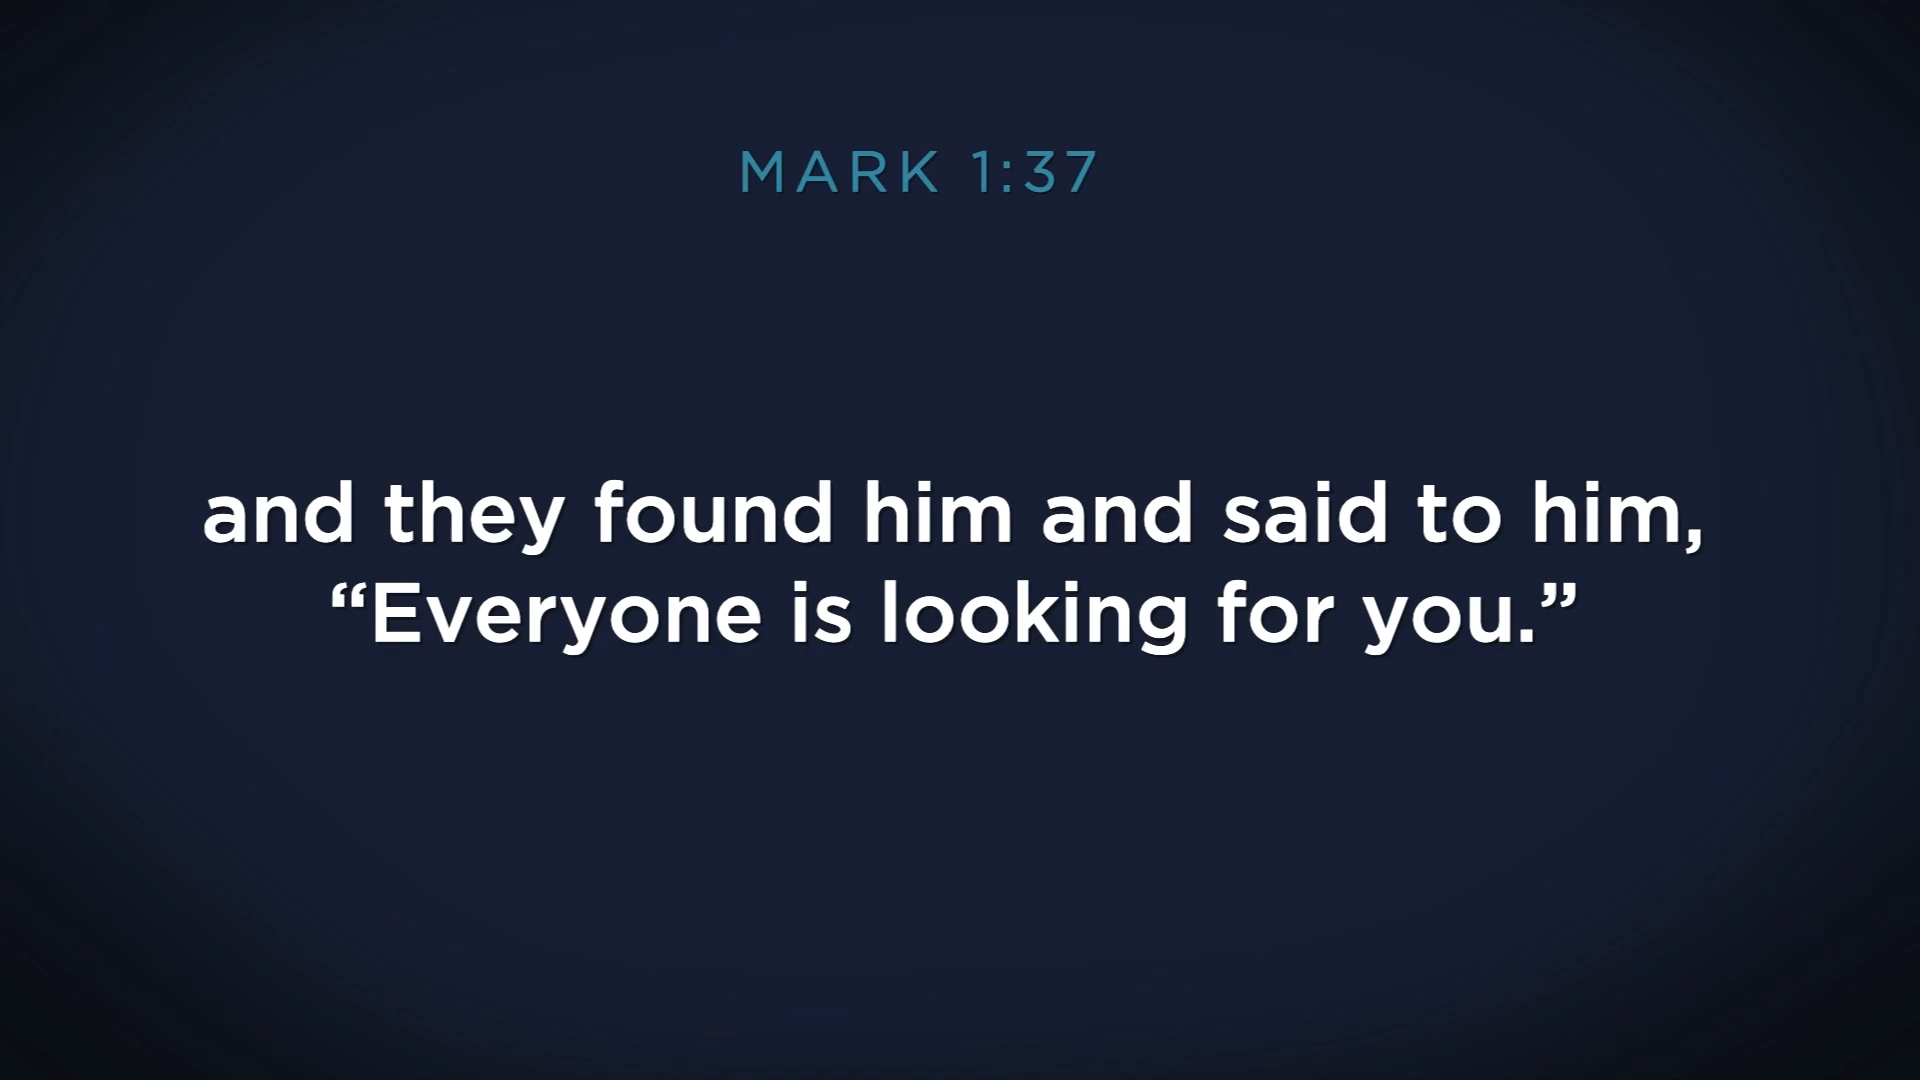 MARK 1:37
and they found him and said to him,
“Everyone is looking for you.”